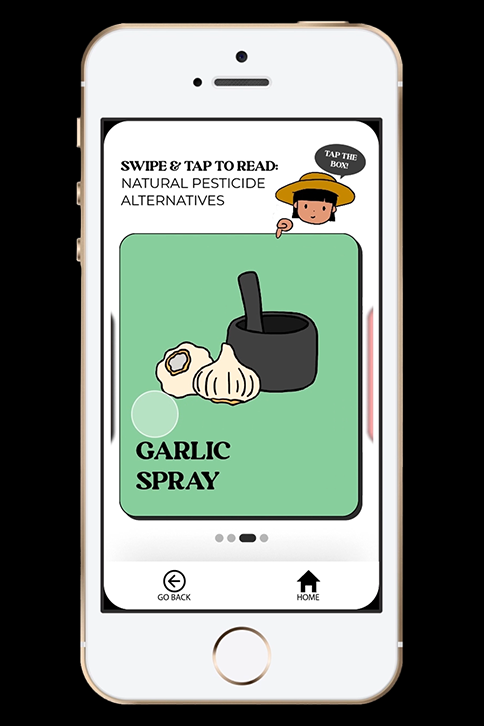 TAP THE
BOX!
SWIPE & TAP TO READ:
NATURAL PESTICIDE
ALTERNATIVES
GARLIC
SPRAY
GO BACK
HOME